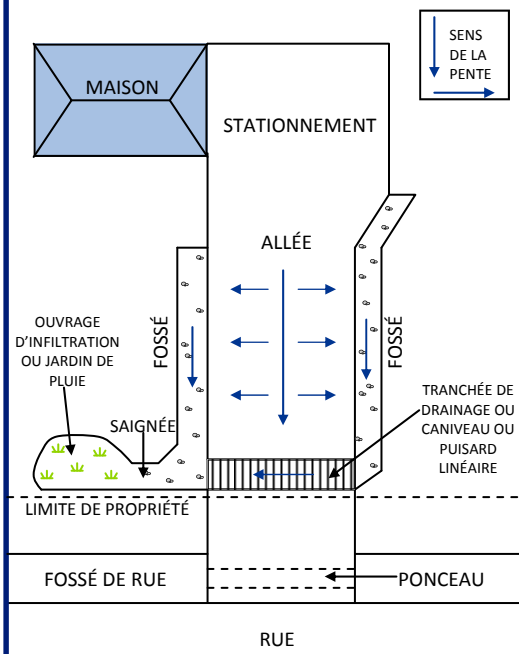 SENS
DE LA
PENTE
MAISON
STATIONNEMENT
ALLÉE
OUVRAGE
D'INFILTRATION
OU JARDIN DE
PLUIE
FOSSÉ
FOSSÉ
SAIGNÉE
TRANCHÉE DE
DRAINAGE OU
CANIVEAU OU
PUISARD
LINÉAIRE
LIMITE DE PROPRIÉTÉ
FOSSÉ DE RUE
PONCEAU
RUE